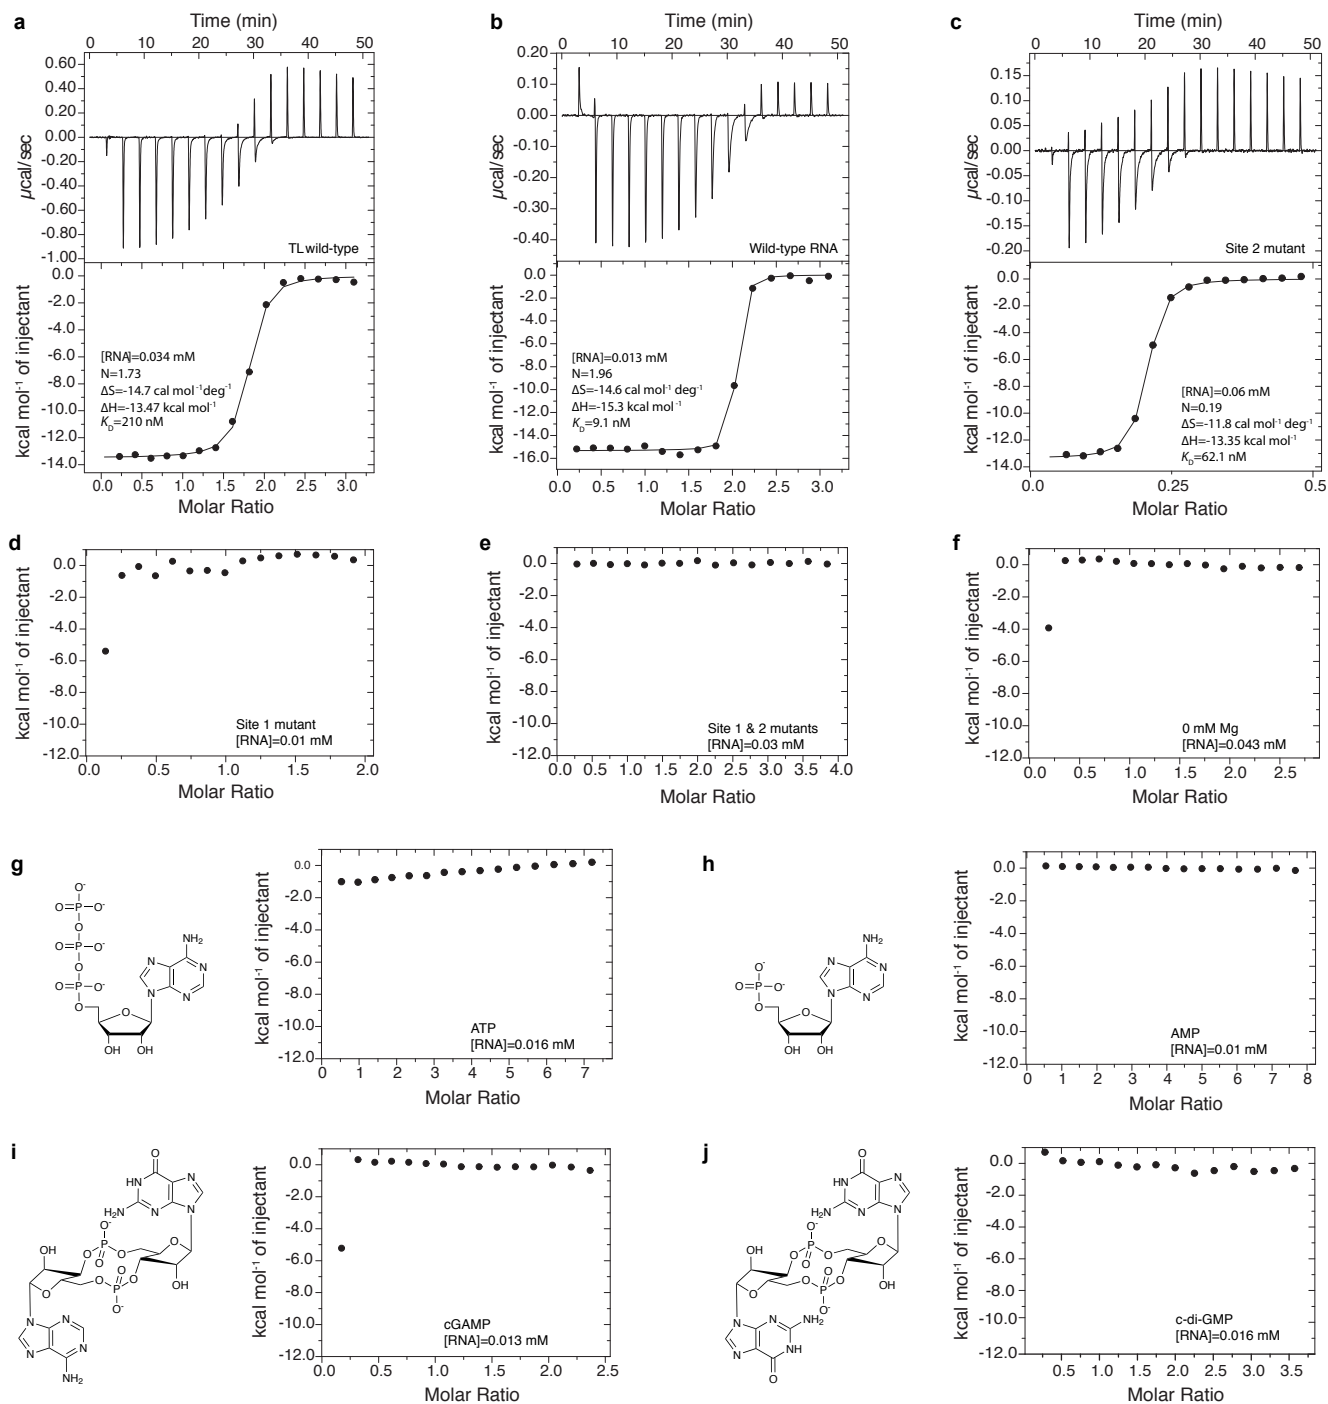 a
Time (min)
0 10 20 30 40 50
0.60
0.40
0.20
0.00
-0.20
-0.40
-0.60
-0.80
-1.00
µcal/sec
TL wild-type
0.0
-2.0
-4.0
-6.0
-8.0
-10.0
-12.0
-14.0
kcal mol⁻¹ of injectant
[RNA]=0.034 mM
N=1.73
ΔS=-14.7 cal mol⁻¹deg⁻¹
ΔH=-13.47 kcal mol⁻¹
K_D=210 nM
0.0 0.5 1.0 1.5 2.0 2.5 3.0
Molar Ratio
b
Time (min)
0 10 20 30 40 50
0.20
0.10
0.00
-0.10
-0.20
-0.30
-0.40
µcal/sec
Wild-type RNA
0.0
-2.0
-4.0
-6.0
-8.0
-10.0
-12.0
-14.0
-16.0
kcal mol⁻¹ of injectant
[RNA]=0.013 mM
N=1.96
ΔS=-14.6 cal mol⁻¹ deg⁻¹
ΔH=-15.3 kcal mol⁻¹
K_D=9.1 nM
0.0 0.5 1.0 1.5 2.0 2.5 3.0
Molar Ratio
c
Time (min)
0 10 20 30 40 50
0.15
0.10
0.05
0.00
-0.05
-0.10
-0.15
-0.20
µcal/sec
Site 2 mutant
0.0
-2.0
-4.0
-6.0
-8.0
-10.0
-12.0
-14.0
kcal mol⁻¹ of injectant
[RNA]=0.06 mM
N=0.19
ΔS=-11.8 cal mol⁻¹ deg⁻¹
ΔH=-13.35 kcal mol⁻¹
K_D=62.1 nM
0.0 0.25 0.5
Molar Ratio
d
0.0
-2.0
-4.0
-6.0
-8.0
-10.0
-12.0
kcal mol⁻¹ of injectant
Site 1 mutant
[RNA]=0.01 mM
0.0 0.5 1.0 1.5 2.0
Molar Ratio
e
0.0
-2.0
-4.0
-6.0
-8.0
-10.0
-12.0
kcal mol⁻¹ of injectant
Site 1 & 2 mutants
[RNA]=0.03 mM
0.0 0.5 1.0 1.5 2.0 2.5 3.0 3.5 4.0
Molar Ratio
f
0.0
-2.0
-4.0
-6.0
-8.0
-10.0
-12.0
kcal mol⁻¹ of injectant
0 mM Mg
[RNA]=0.043 mM
0.0 0.5 1.0 1.5 2.0 2.5
Molar Ratio
g
O⁻
O=P-O⁻
O
O=P-O⁻
O
O=P-O⁻
O
NH₂
N
N
N
N
O
OH OH
0.0
-2.0
-4.0
-6.0
-8.0
-10.0
-12.0
kcal mol⁻¹ of injectant
ATP
[RNA]=0.016 mM
0 1 2 3 4 5 6 7
Molar Ratio
h
O⁻
O=P-O⁻
O
NH₂
N
N
N
N
O
OH OH
0.0
-2.0
-4.0
-6.0
-8.0
-10.0
-12.0
kcal mol⁻¹ of injectant
AMP
[RNA]=0.01 mM
0 1 2 3 4 5 6 7 8
Molar Ratio
i
O
HN
N
H₂N
N
N
O⁻
OH
O
P
O
O
O
O
O
P
O
O
O⁻
OH
N
N
N
N
NH₂
0.0
-2.0
-4.0
-6.0
-8.0
-10.0
-12.0
kcal mol⁻¹ of injectant
cGAMP
[RNA]=0.013 mM
0.0 0.5 1.0 1.5 2.0 2.5
Molar Ratio
j
O
HN
N
H₂N
N
N
O⁻
OH
O
P
O
O
O
O
O
P
O
O
O⁻
OH
N
N
NH₂
N
NH
O
0.0
-2.0
-4.0
-6.0
-8.0
-10.0
-12.0
kcal mol⁻¹ of injectant
c-di-GMP
[RNA]=0.016 mM
0.5 1.0 1.5 2.0 2.5 3.0 3.5
Molar Ratio